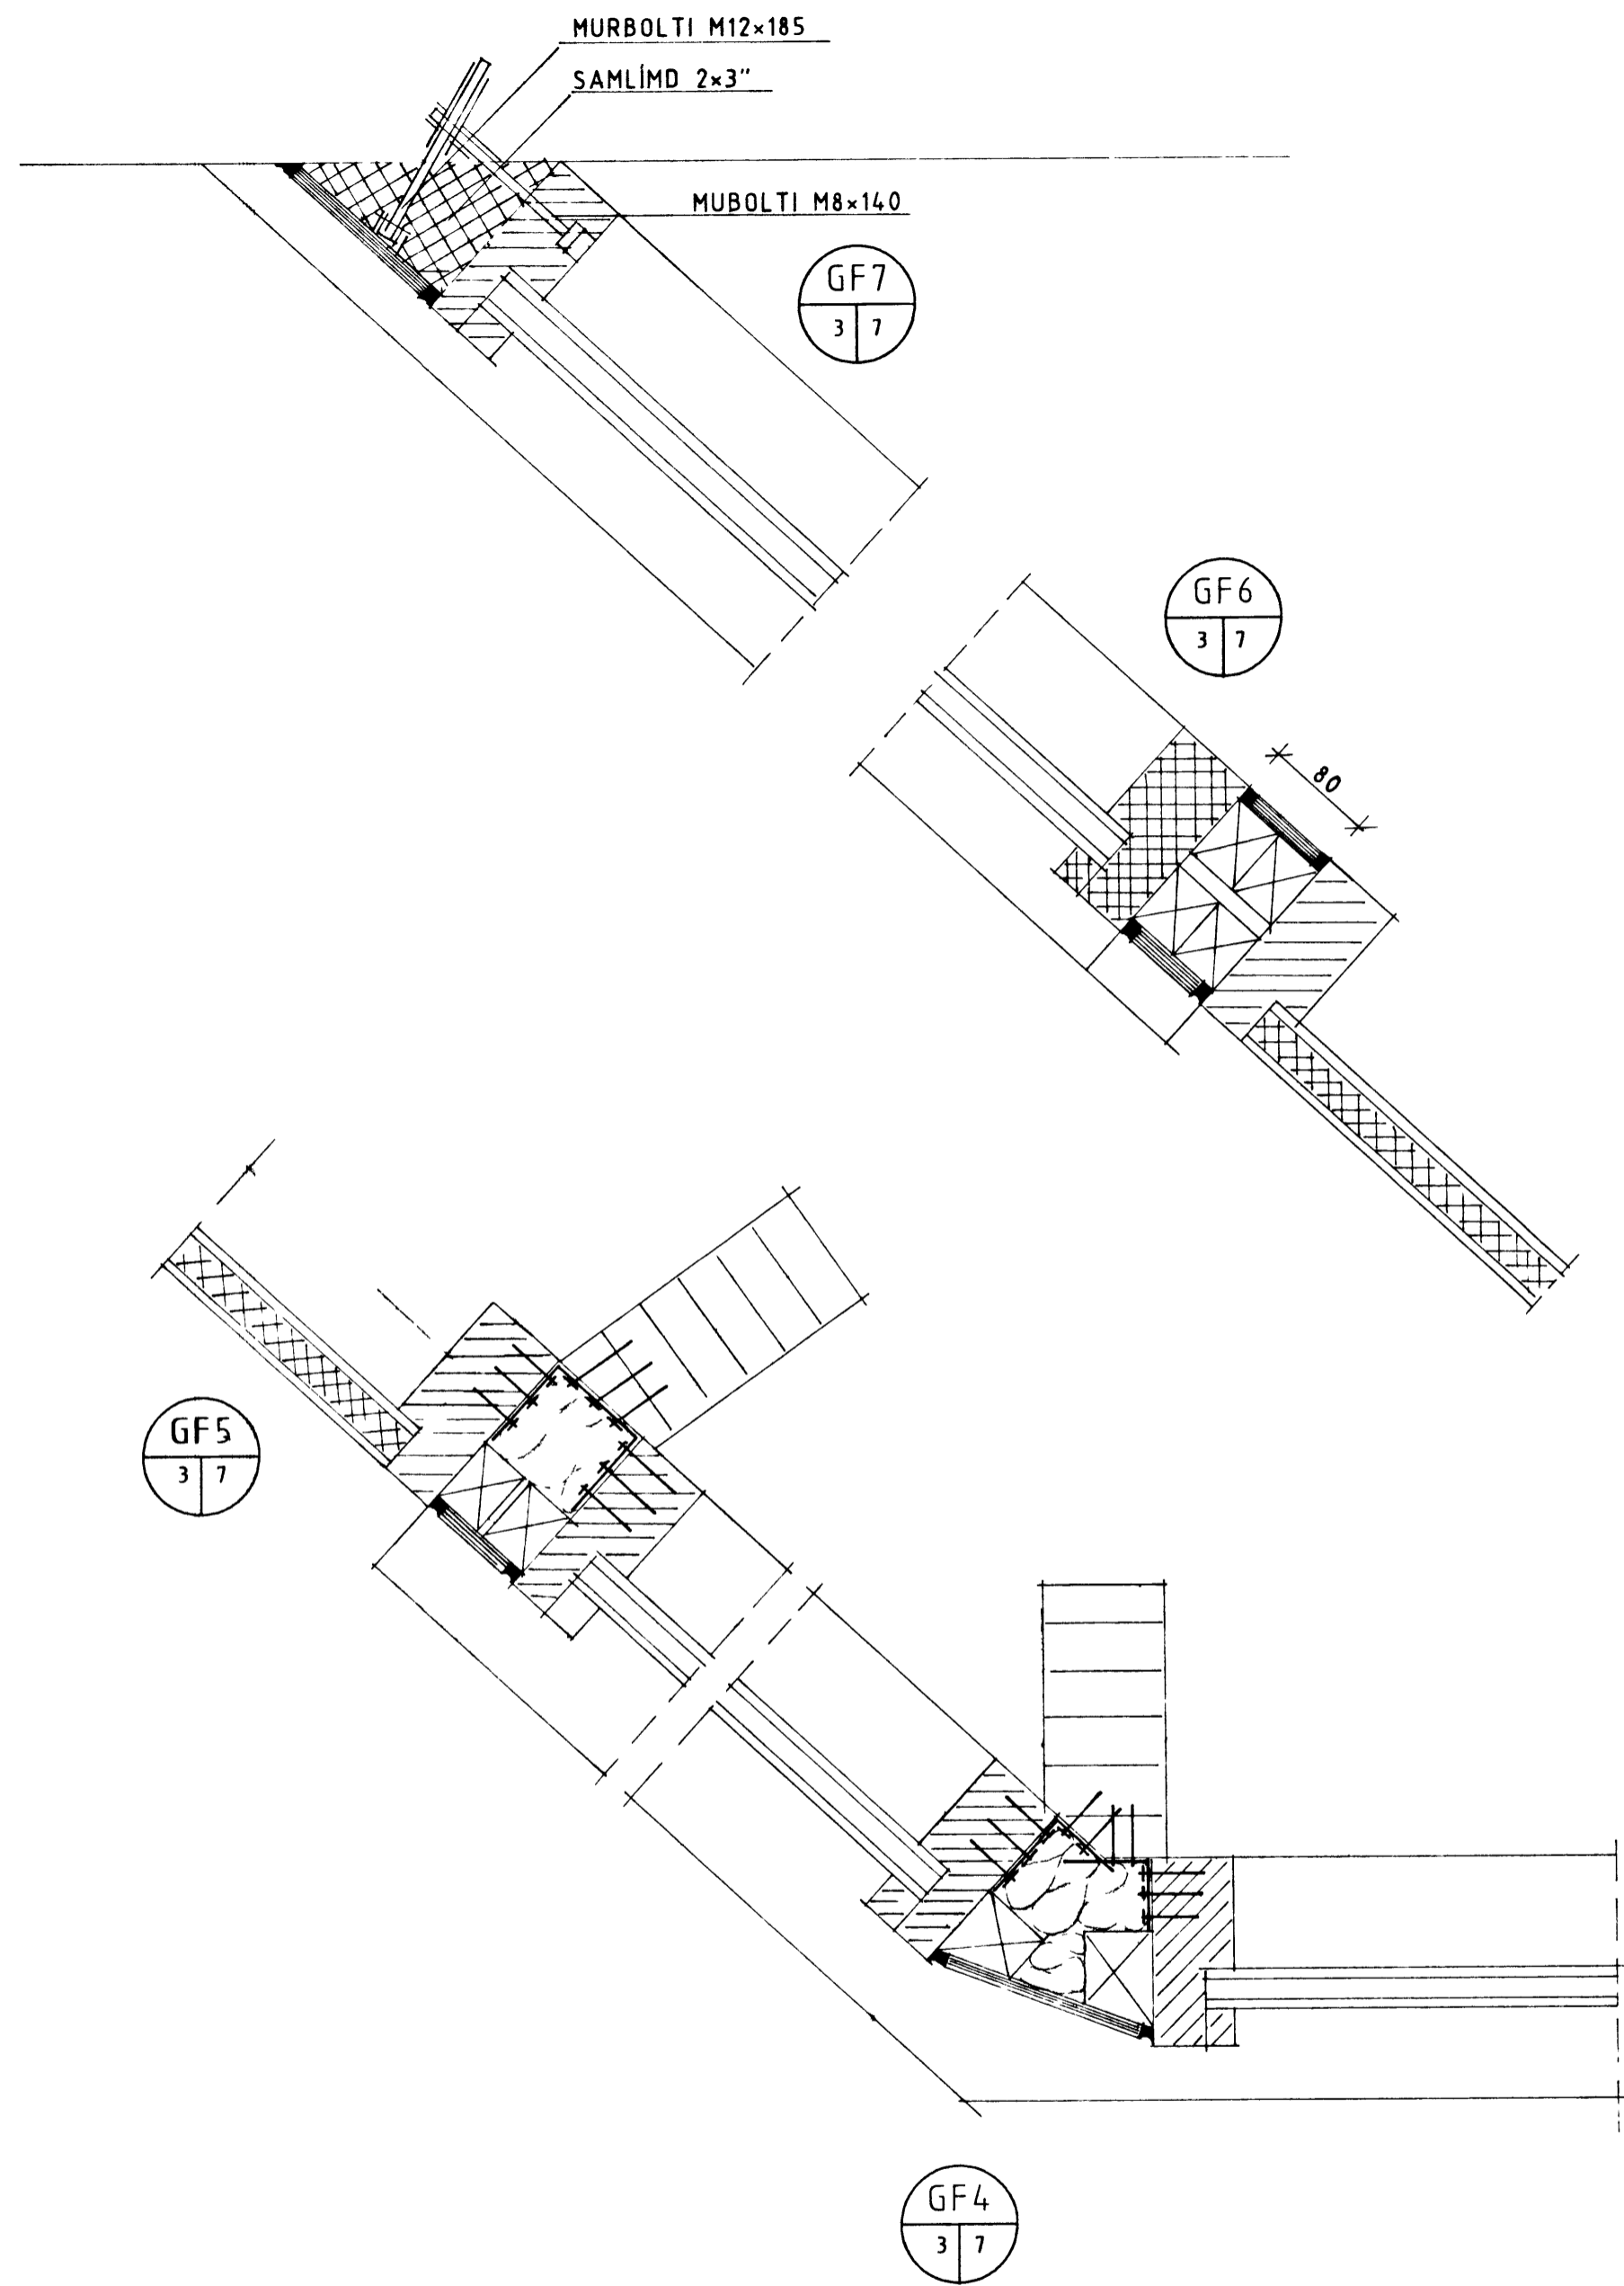 MURBOLTI M12×185
SAMLÍMD 2×3"
MUBOLTI M8×140
GF7
3 7
GF6
3 7
80
GF5
3 7
GF4
3 7